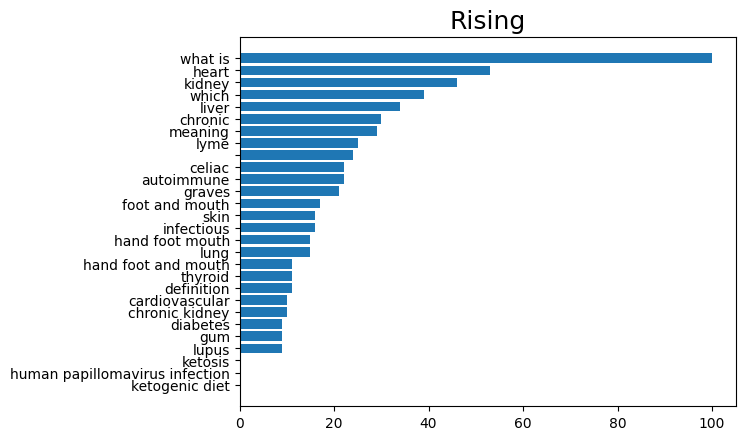 Rising
what is
heart
kidney
which
liver
chronic
meaning
lyme
celiac
autoimmune
graves
foot and mouth
skin
infectious
hand foot mouth
lung
hand foot and mouth
thyroid
definition
cardiovascular
chronic kidney
diabetes
gum
lupus
ketosis
human papillomavirus infection
ketogenic diet
0 20 40 60 80 100